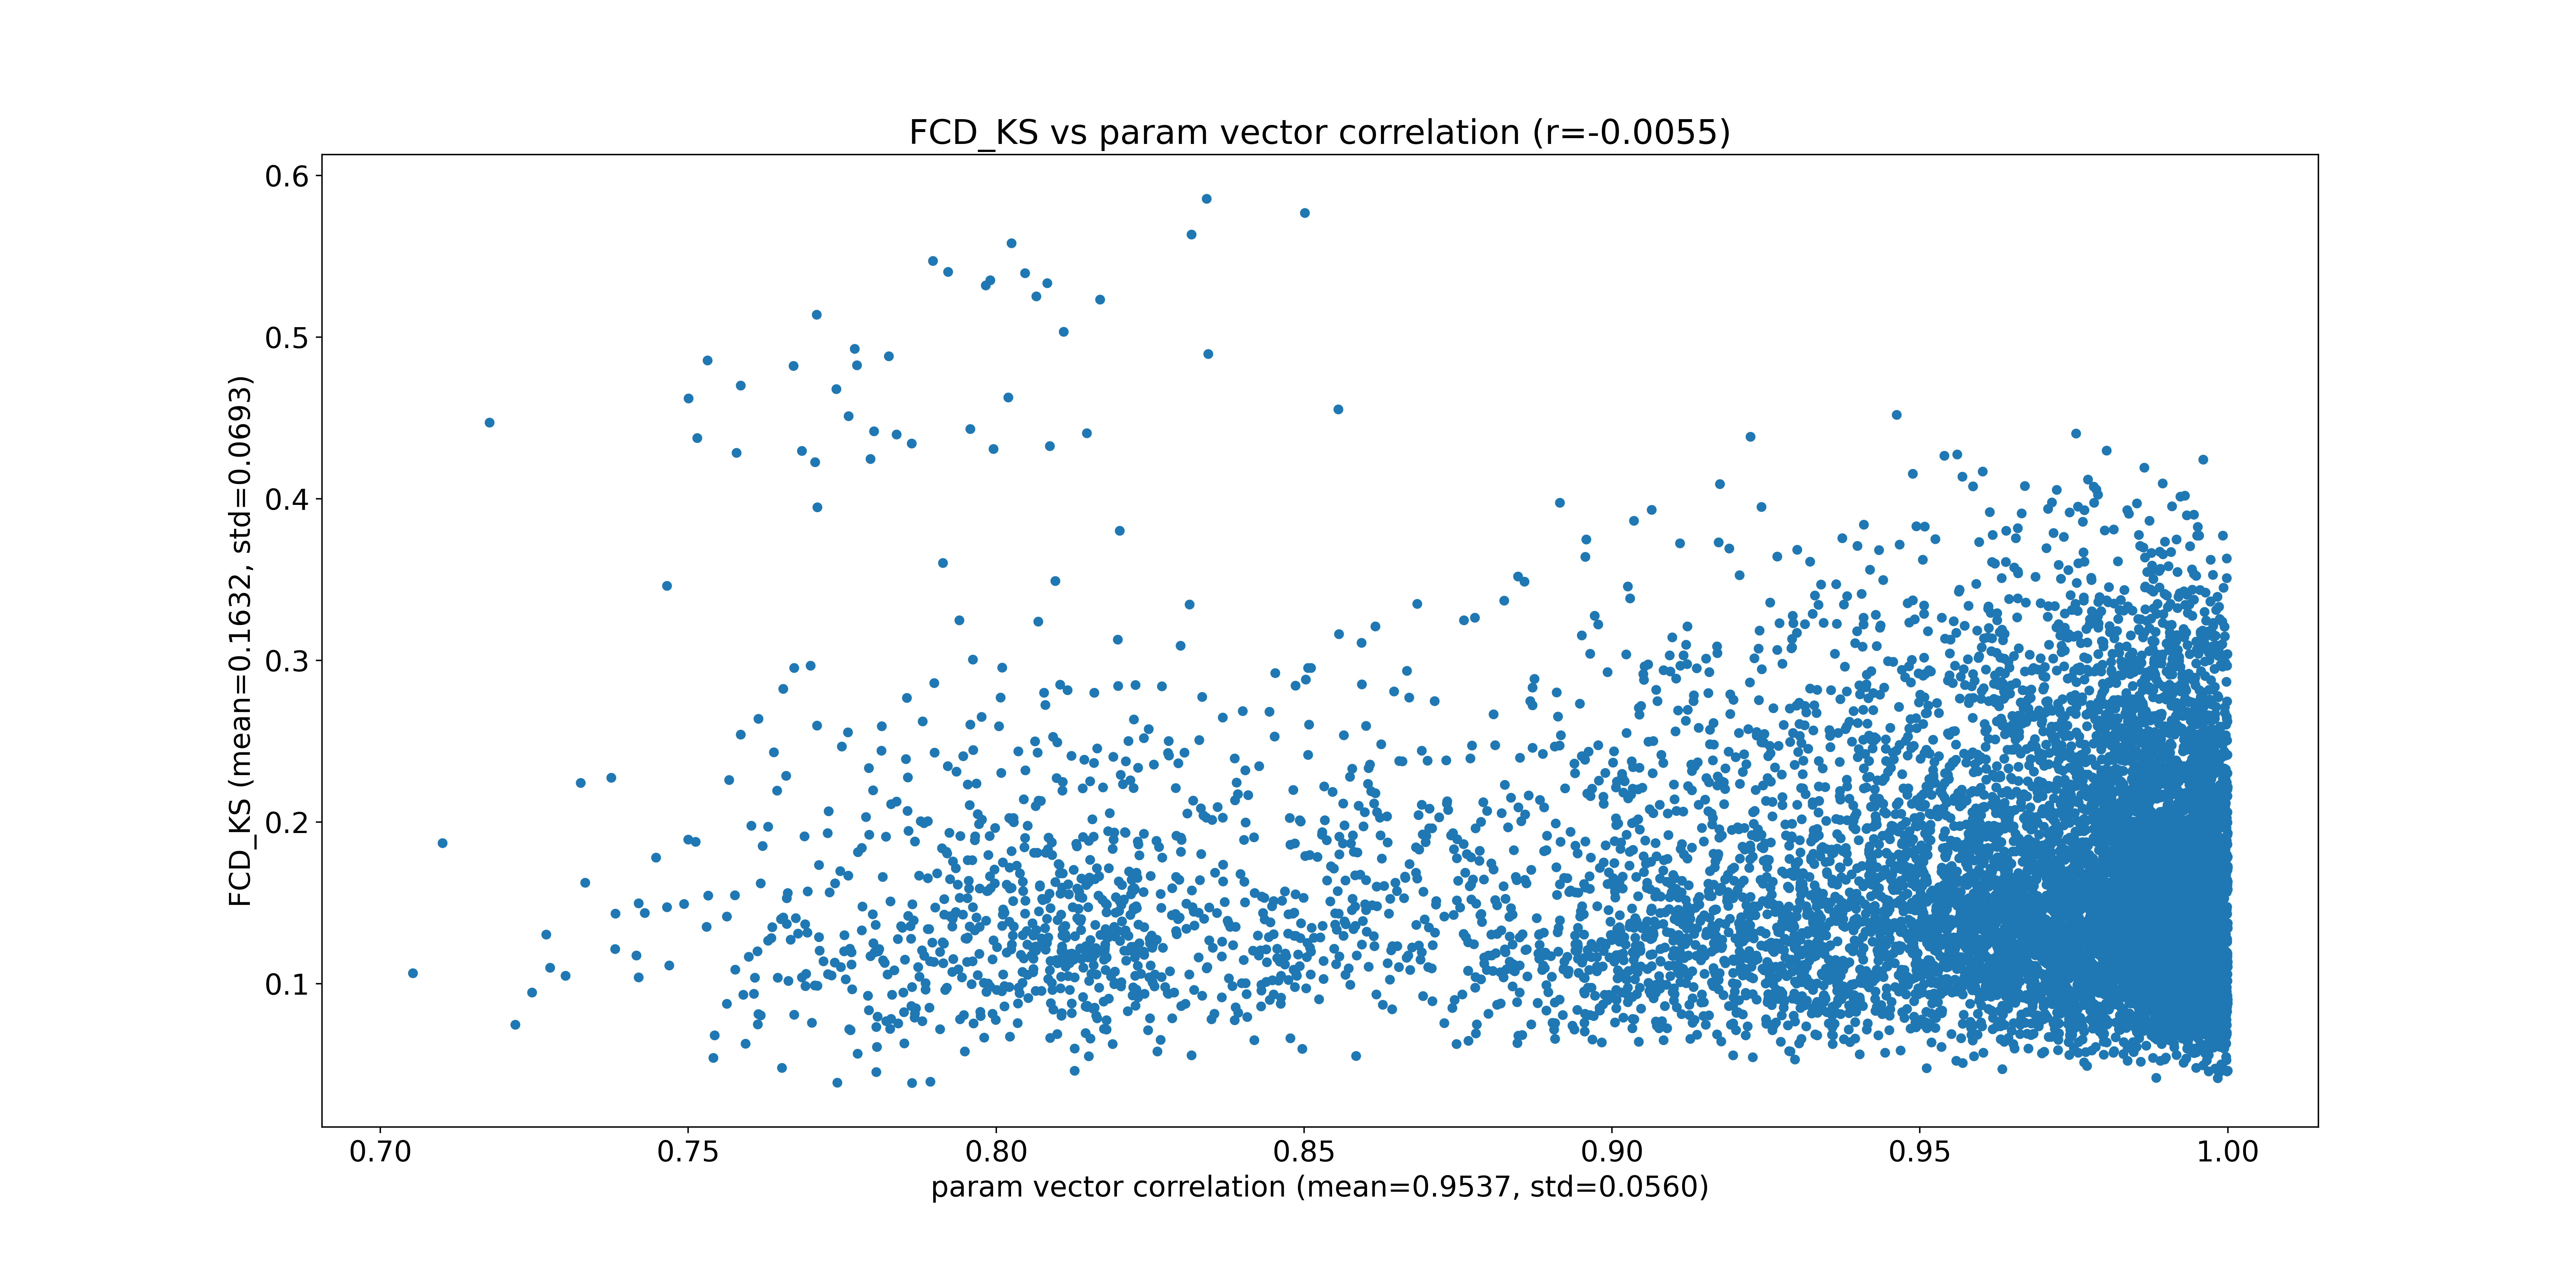 FCD_KS vs param vector correlation (r=-0.0055)
FCD_KS (mean=0.1632, std=0.0693)
0.6
0.5
0.4
0.3
0.2
0.1
0.70 0.75 0.80 0.85 0.90 0.95 1.00
param vector correlation (mean=0.9537, std=0.0560)